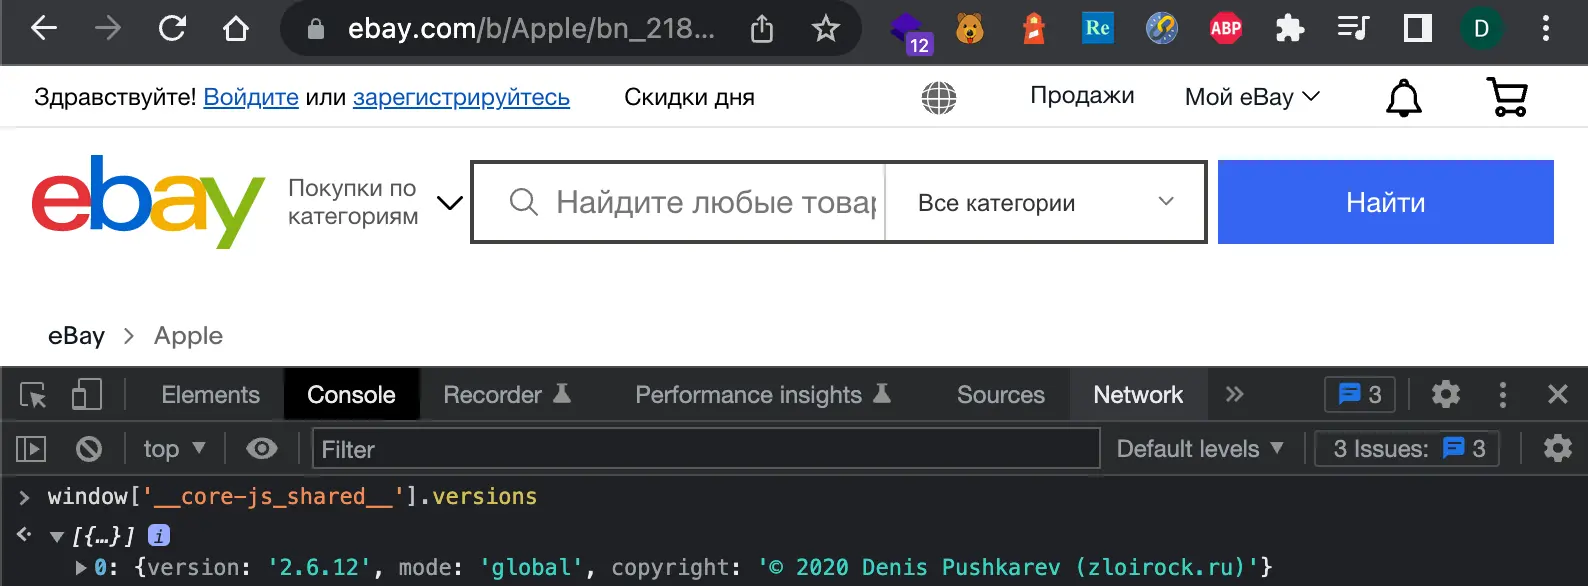 ebay.com/b/Apple/bn_218...
12
Re
ABP
D
Здравствуйте! Войдите или зарегистрируйтесь
Скидки дня
Продажи
Мой eBay
ebay
Покупки по
категориям
Найдите любые товар
Все категории
Найти
eBay > Apple
Elements
Console
Recorder
Performance insights
Sources
Network
3
top
Filter
Default levels
3 Issues: 3
> window['__core-js_shared__'].versions
[{…}] i
0: {version: '2.6.12', mode: 'global', copyright: '© 2020 Denis Pushkarev (zloirock.ru)'}